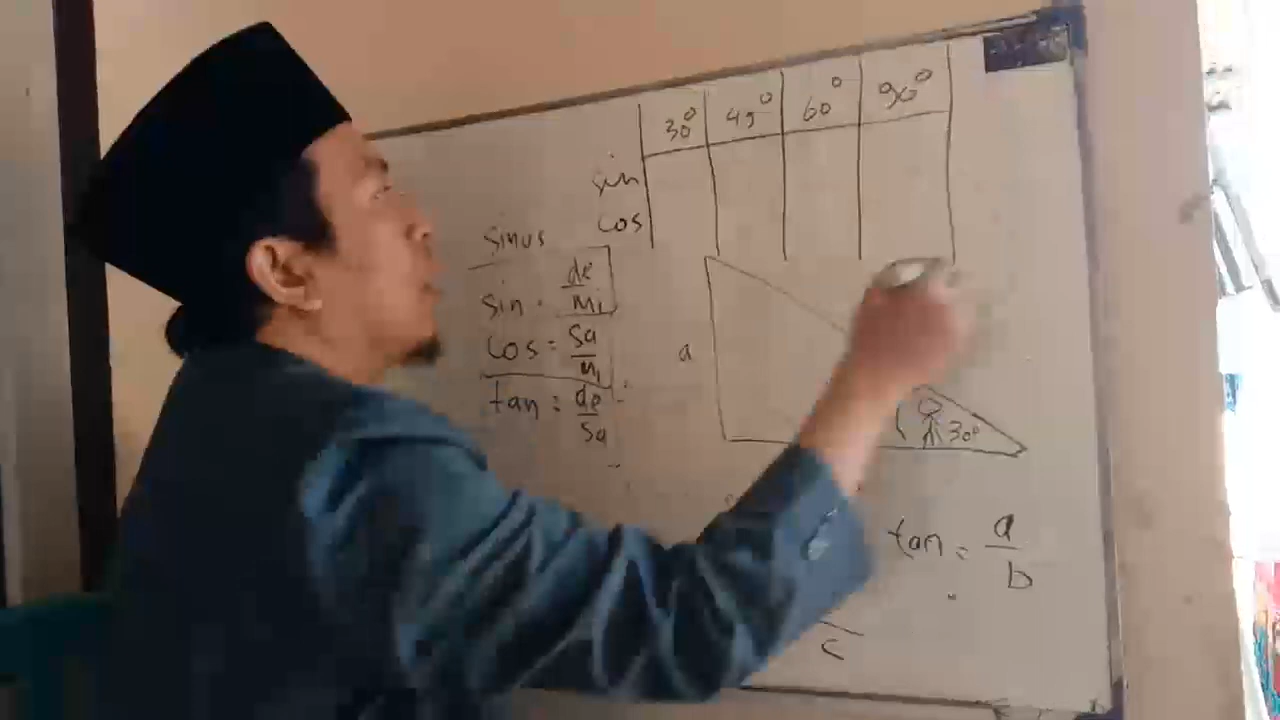 30° 45° 60° 90°
sin
cos
sinus
sin = de/mi
cos = sa/mi
tan = de/sa
a
30°
tan = a/b
c